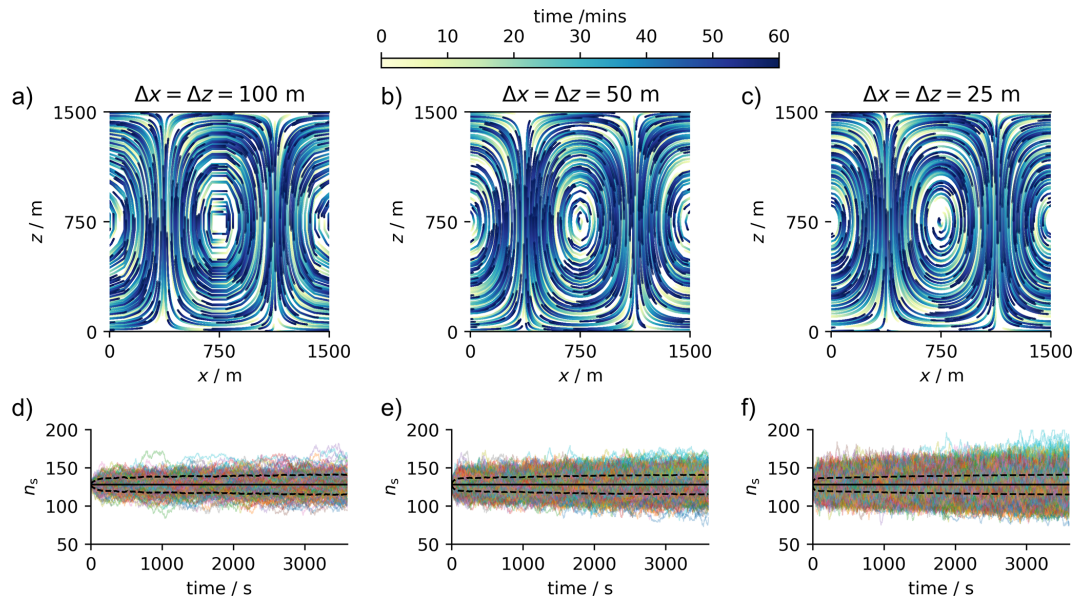 time /mins
0 10 20 30 40 50 60
a) Δx = Δz = 100 m
b) Δx = Δz = 50 m
c) Δx = Δz = 25 m
1500
750
0
z / m
0 750 1500
x / m
1500
750
0
z / m
0 750 1500
x / m
1500
750
0
z / m
0 750 1500
x / m
d)
200
150
100
50
nₛ
0 1000 2000 3000
time / s
e)
200
150
100
50
nₛ
0 1000 2000 3000
time / s
f)
200
150
100
50
nₛ
0 1000 2000 3000
time / s